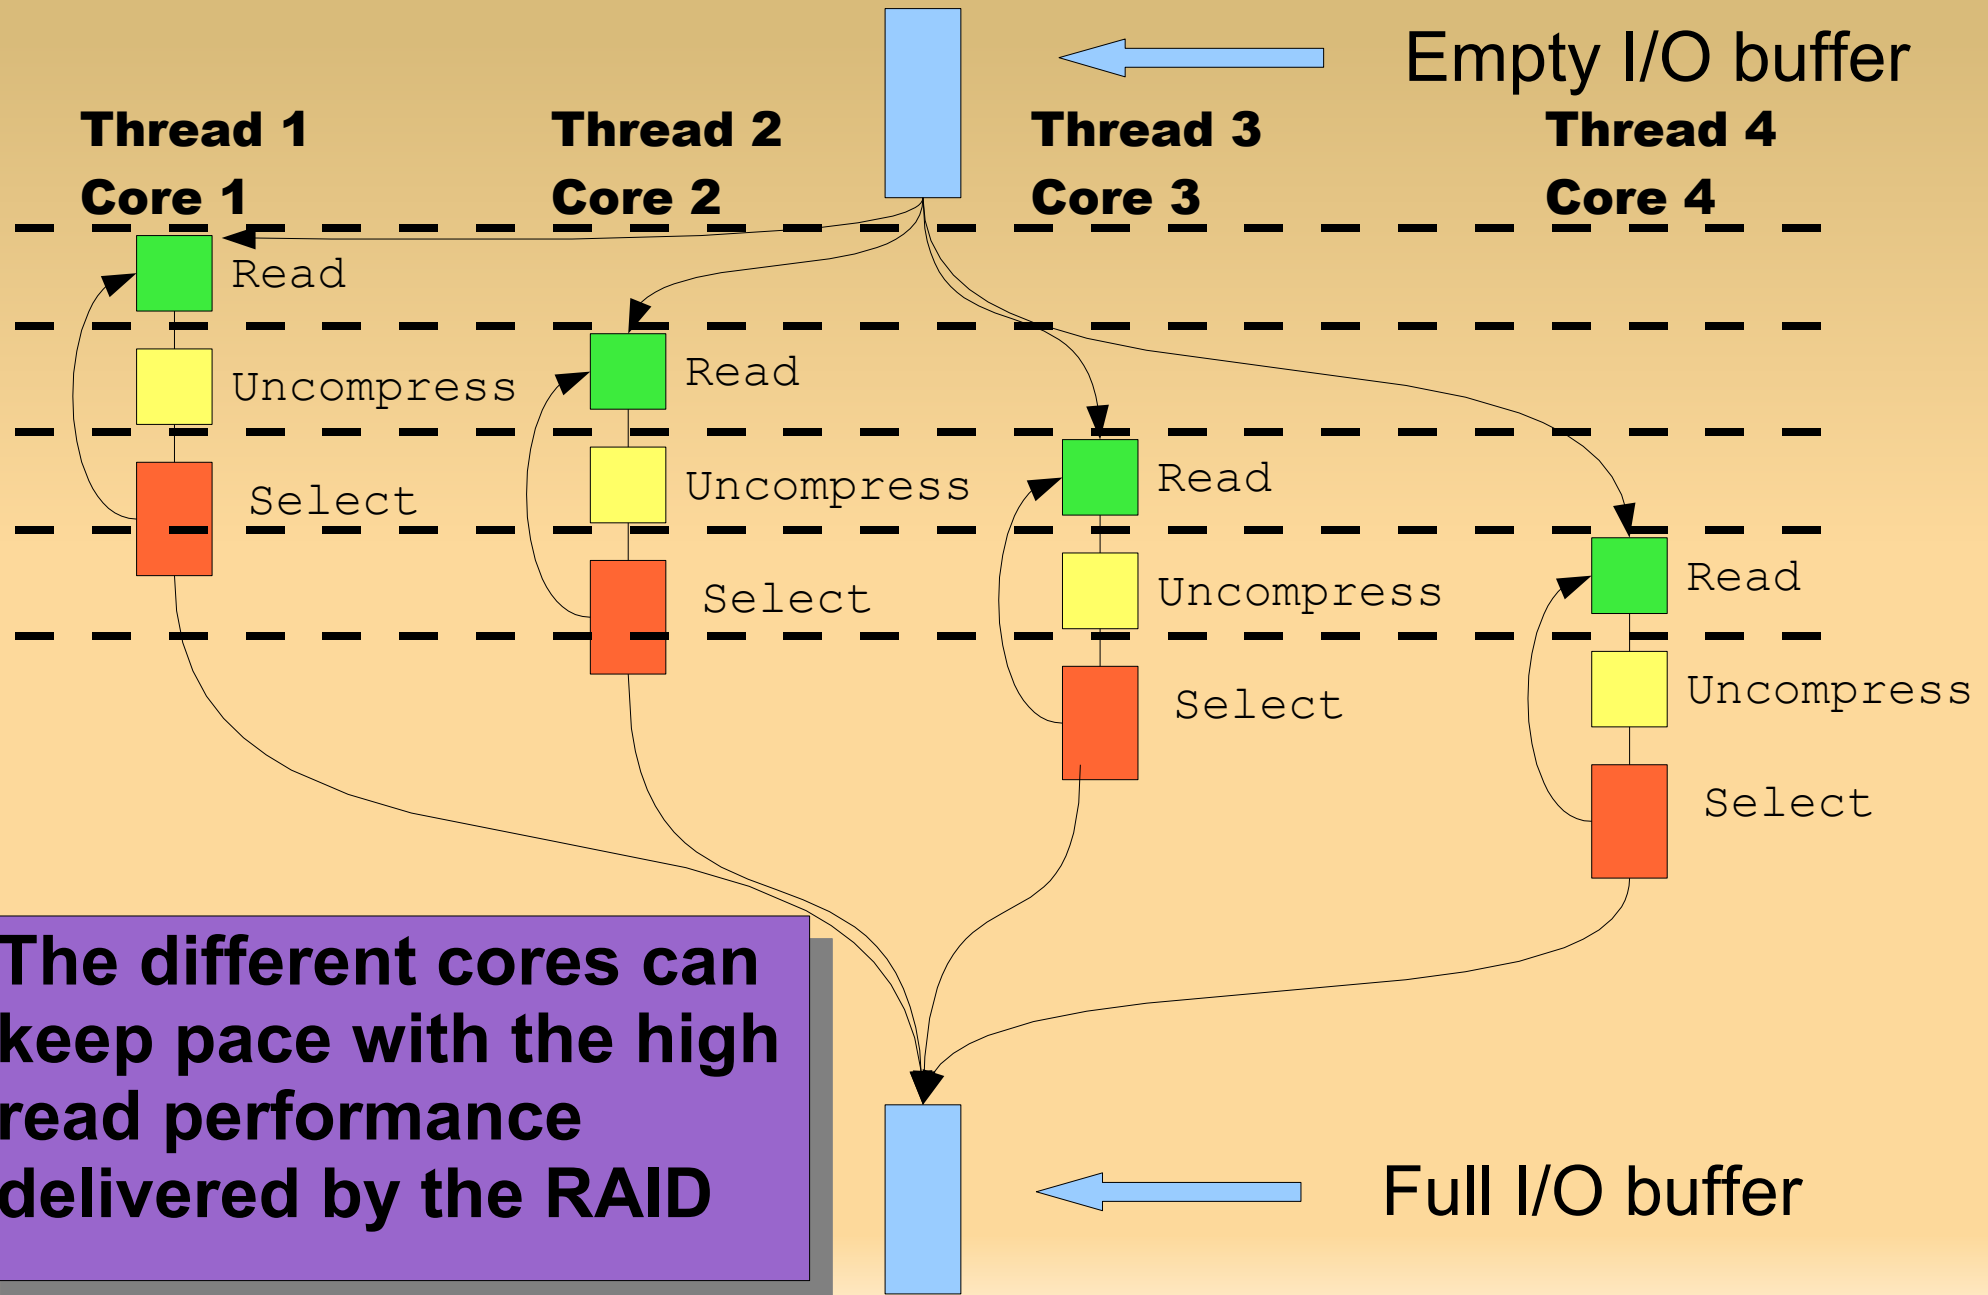 Empty I/O buffer
Thread 1
Core 1
Thread 2
Core 2
Thread 3
Core 3
Thread 4
Core 4
Read
Uncompress
Select
Read
Uncompress
Select
Read
Uncompress
Select
Read
Uncompress
Select
The different cores can
keep pace with the high
read performance
delivered by the RAID
Full I/O buffer